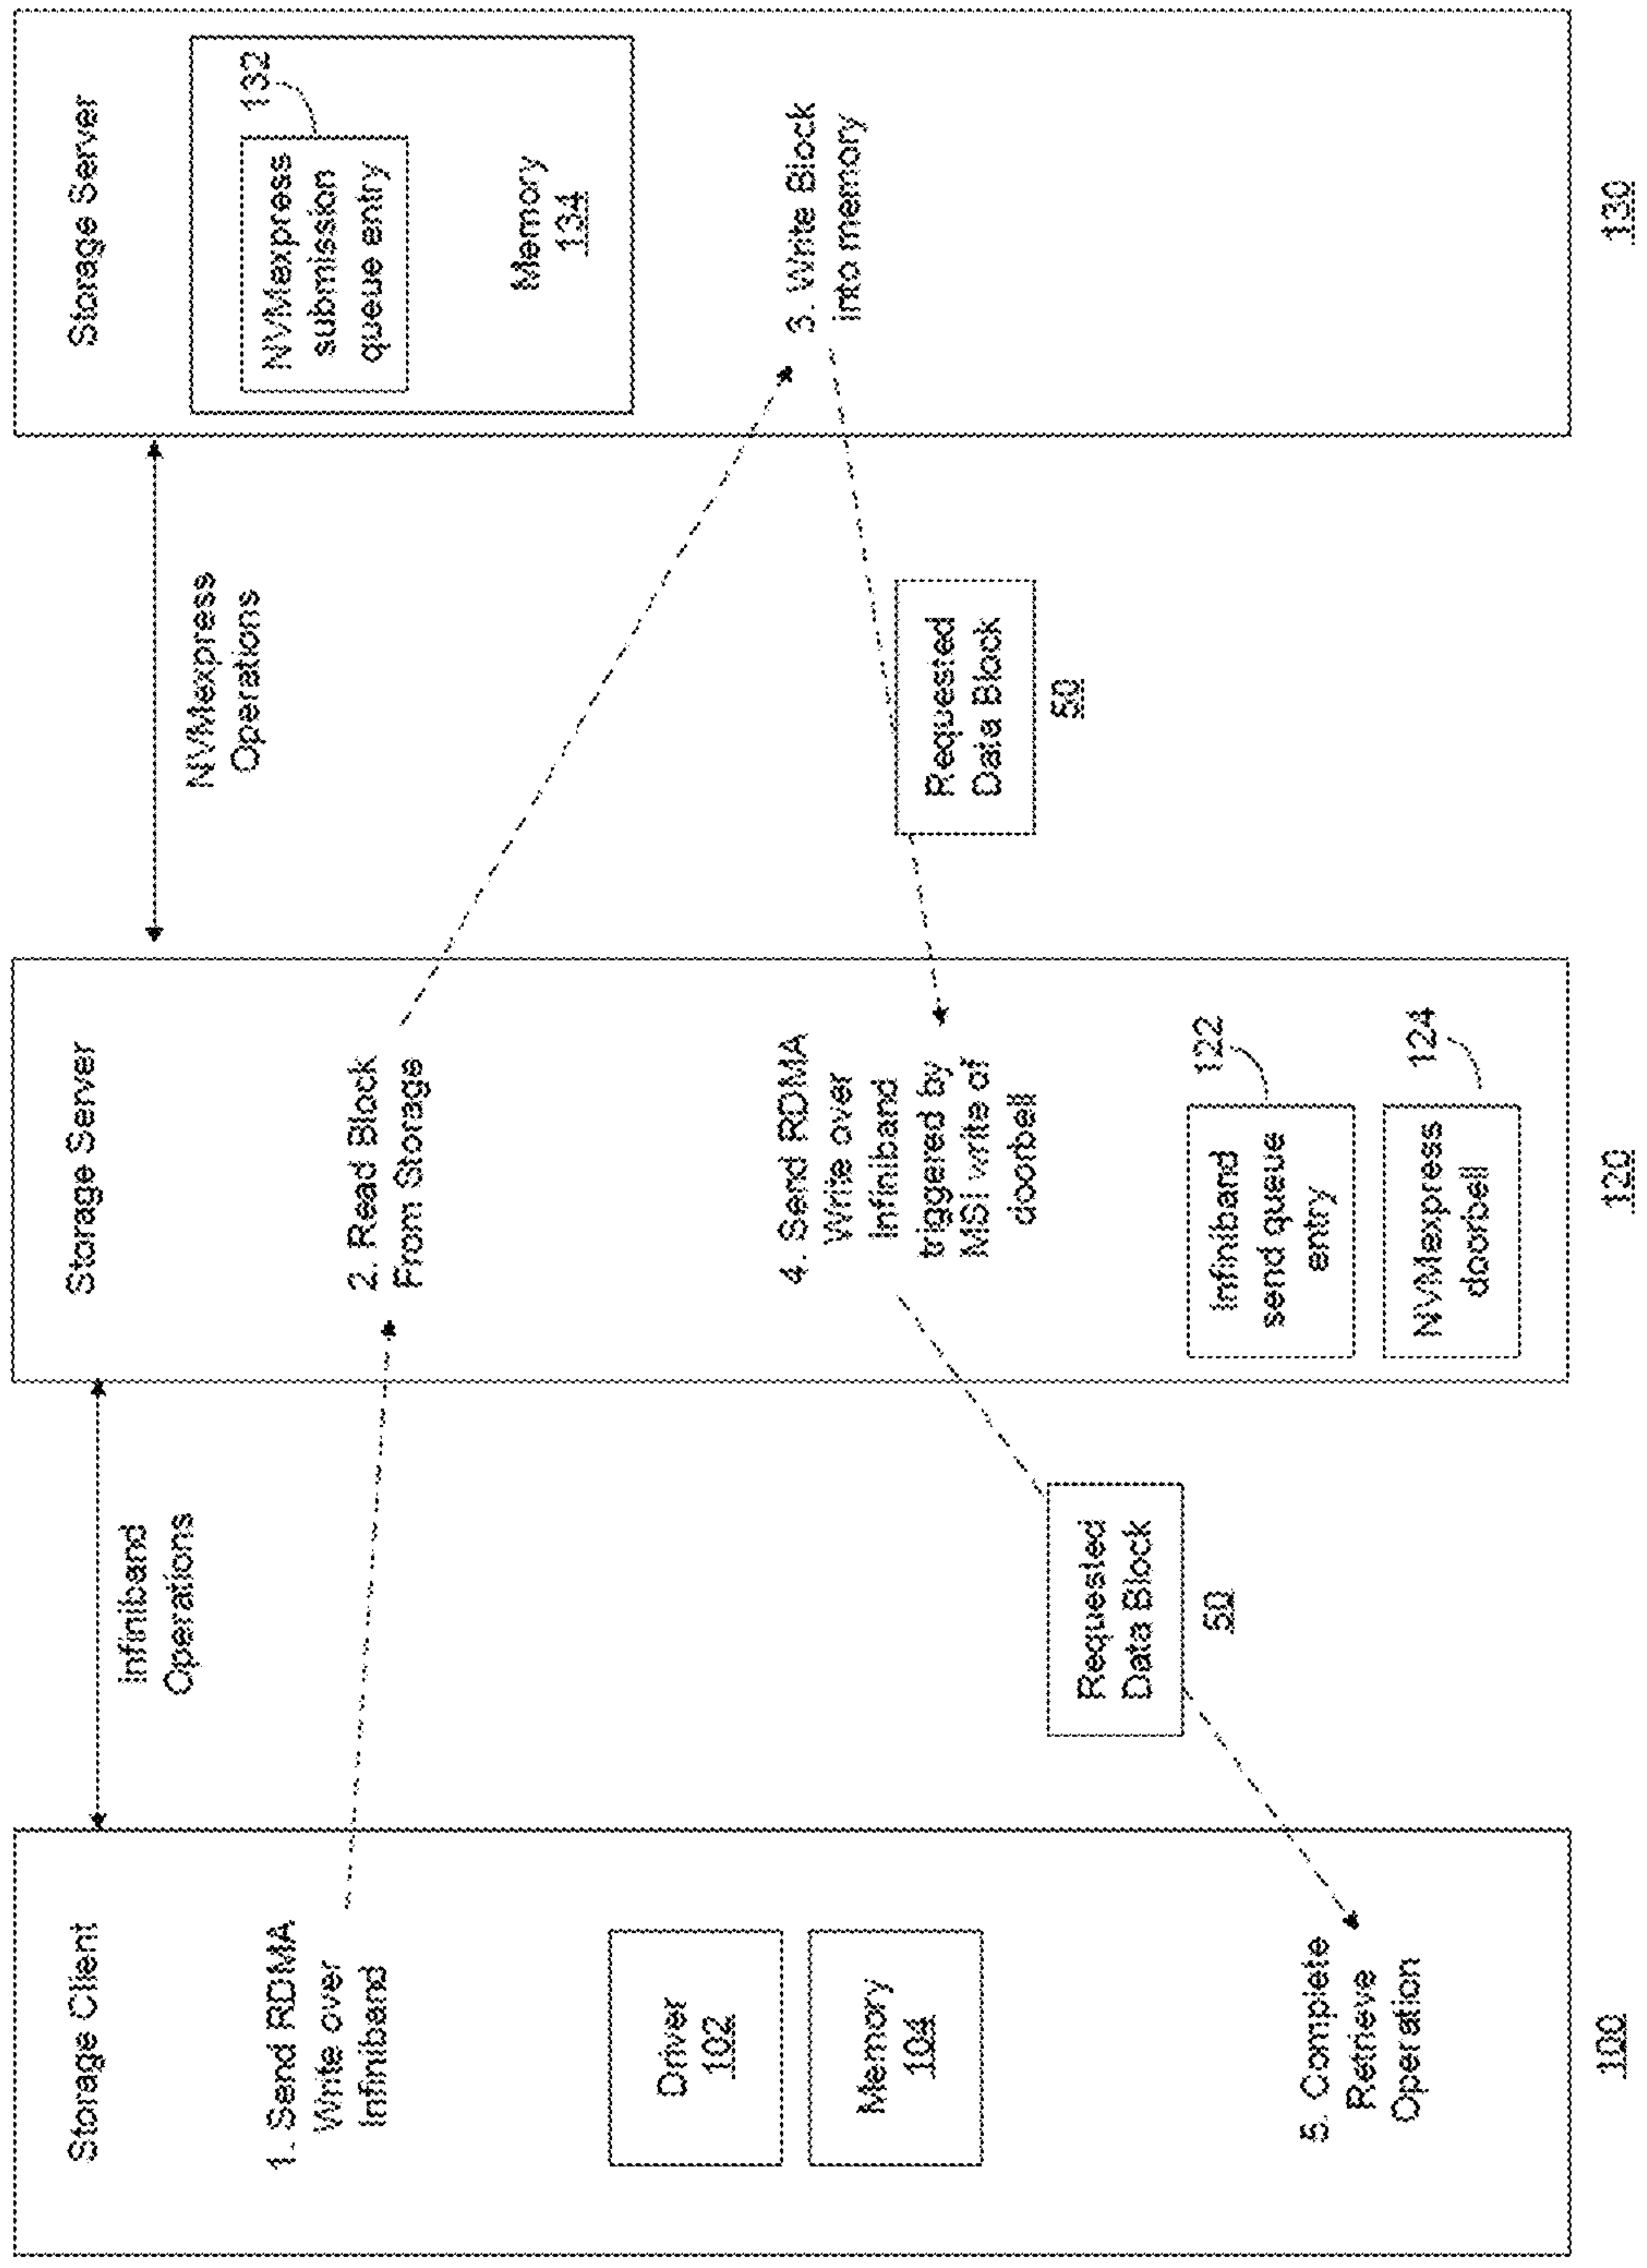 Storage Client
1. Send RDMA
Write over
Infiniband
Driver
102
Memory
104
5. Complete
Retrieve
Operation
100
Infiniband
Operations
Requested
Data Block
50
Storage Server
2. Read Block
From Storage
4. Send RDMA
Write over
Infiniband
triggered by
MSI write of
doorbell
Infiniband
send queue
entry
122
NVMexpress
doorbell
124
120
NVMexpress
Operations
Requested
Data Block
50
Storage Server
NVMexpress
submission
queue entry
132
Memory
134
3. Write Block
into memory
130